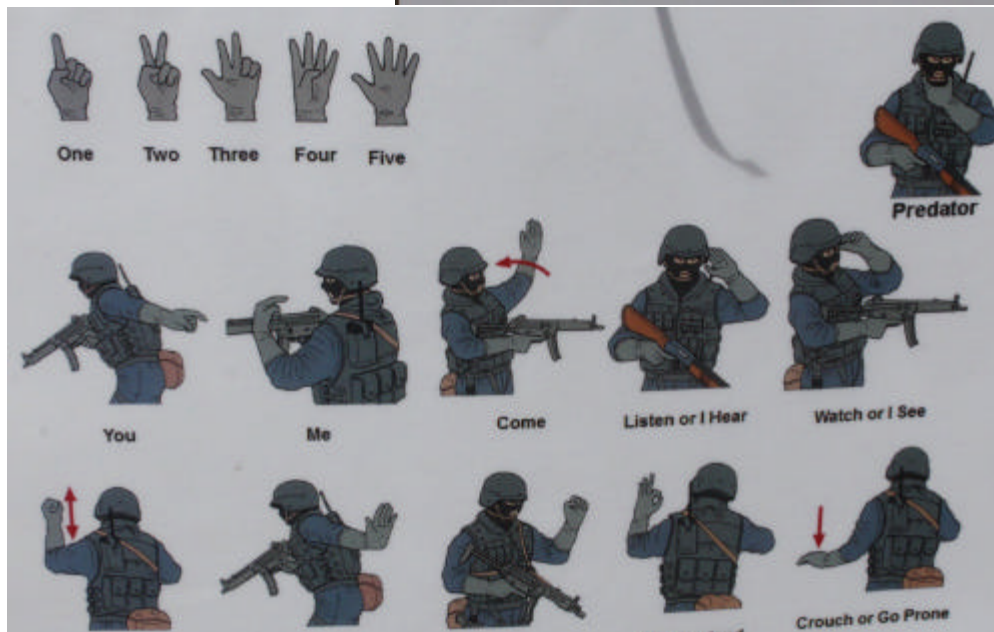 One Two Three Four Five
Predator
You Me Come Listen or I Hear Watch or I See
Crouch or Go Prone